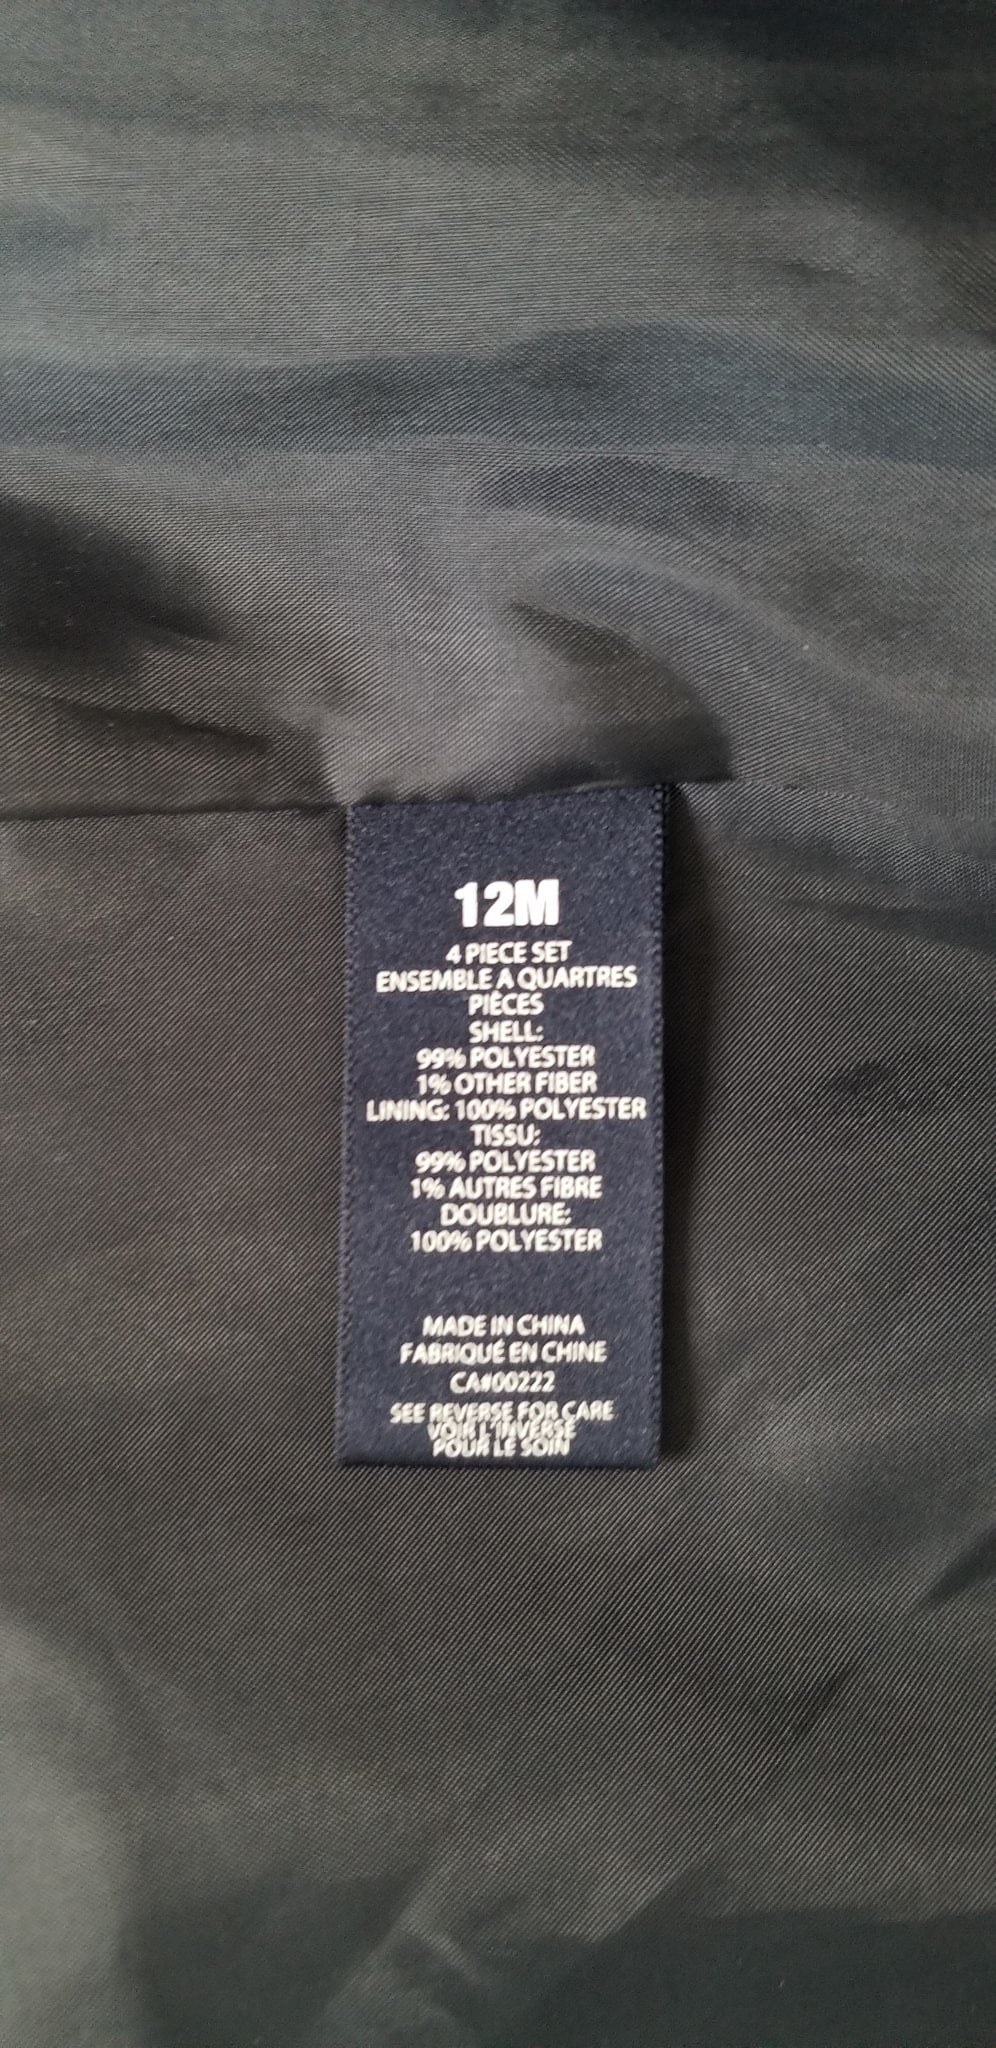 12M
4 PIECE SET
ENSEMBLE A QUARTRES
PIÈCES
SHELL:
99% POLYESTER
1% OTHER FIBER
LINING: 100% POLYESTER
TISSU:
99% POLYESTER
1% AUTRES FIBRE
DOUBLURE:
100% POLYESTER
MADE IN CHINA
FABRIQUÉ EN CHINE
CA#00222
SEE REVERSE FOR CARE
VOIR L'INVERSE
POUR LE SOIN